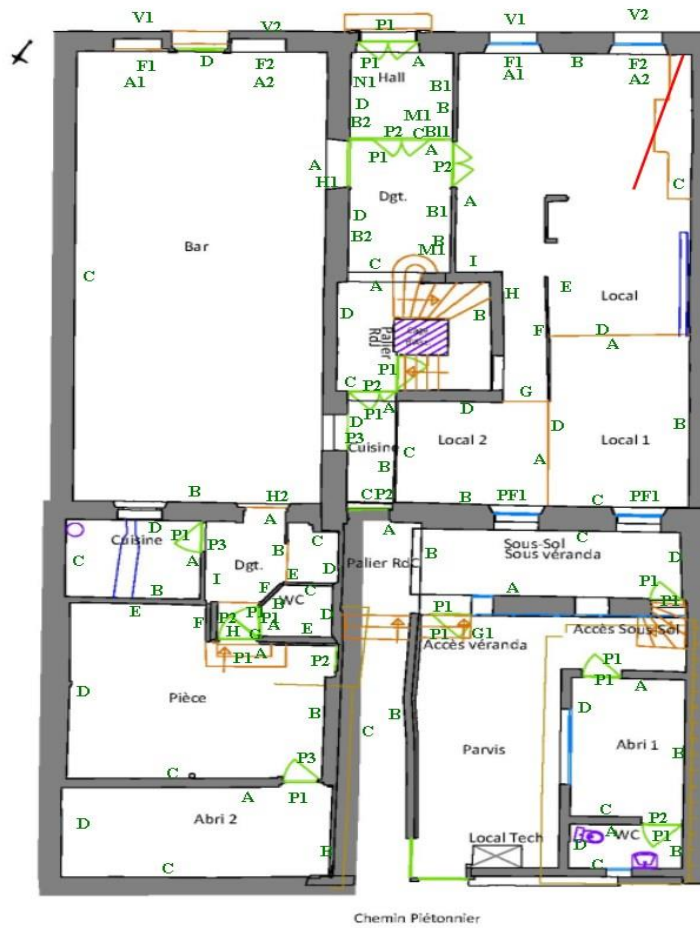 V1 V2 P1 V1 V2
F1 D F2 P1 A F1 B F2
A1 A2 Hall A1 A2
N1 B1
D B
B2 M1
P2 C Bl1
P1 A P2
A
H1
C
Dgt.
A
D B1
B2 B
M1
Bar
C I
C
A H E
D B Local
Palier
RdJ
F D
A
P1
C P2 G
P1 A D
D D B
P3 Cuisine C Local 2 Local 1
B A
B H2 C P2 B PF1 C PF1
D P1 A C A C
Cuisine P3 Sous-Sol
Sous véranda
C A Dgt. B D Palier RdC B D
I E
B F C A P1
E WC P1 P1
F P2 P1 B D
H G A E P1 G1 Accès Sous-Sol
P1 A P2 Accès véranda
P1
P1 A
D Pièce B C B D
Parvis Abri 1 B
C P3
A P1
D Abri 2 C P2
Local Tech A WC P1
B D B
C C
Chemin Piétonnier